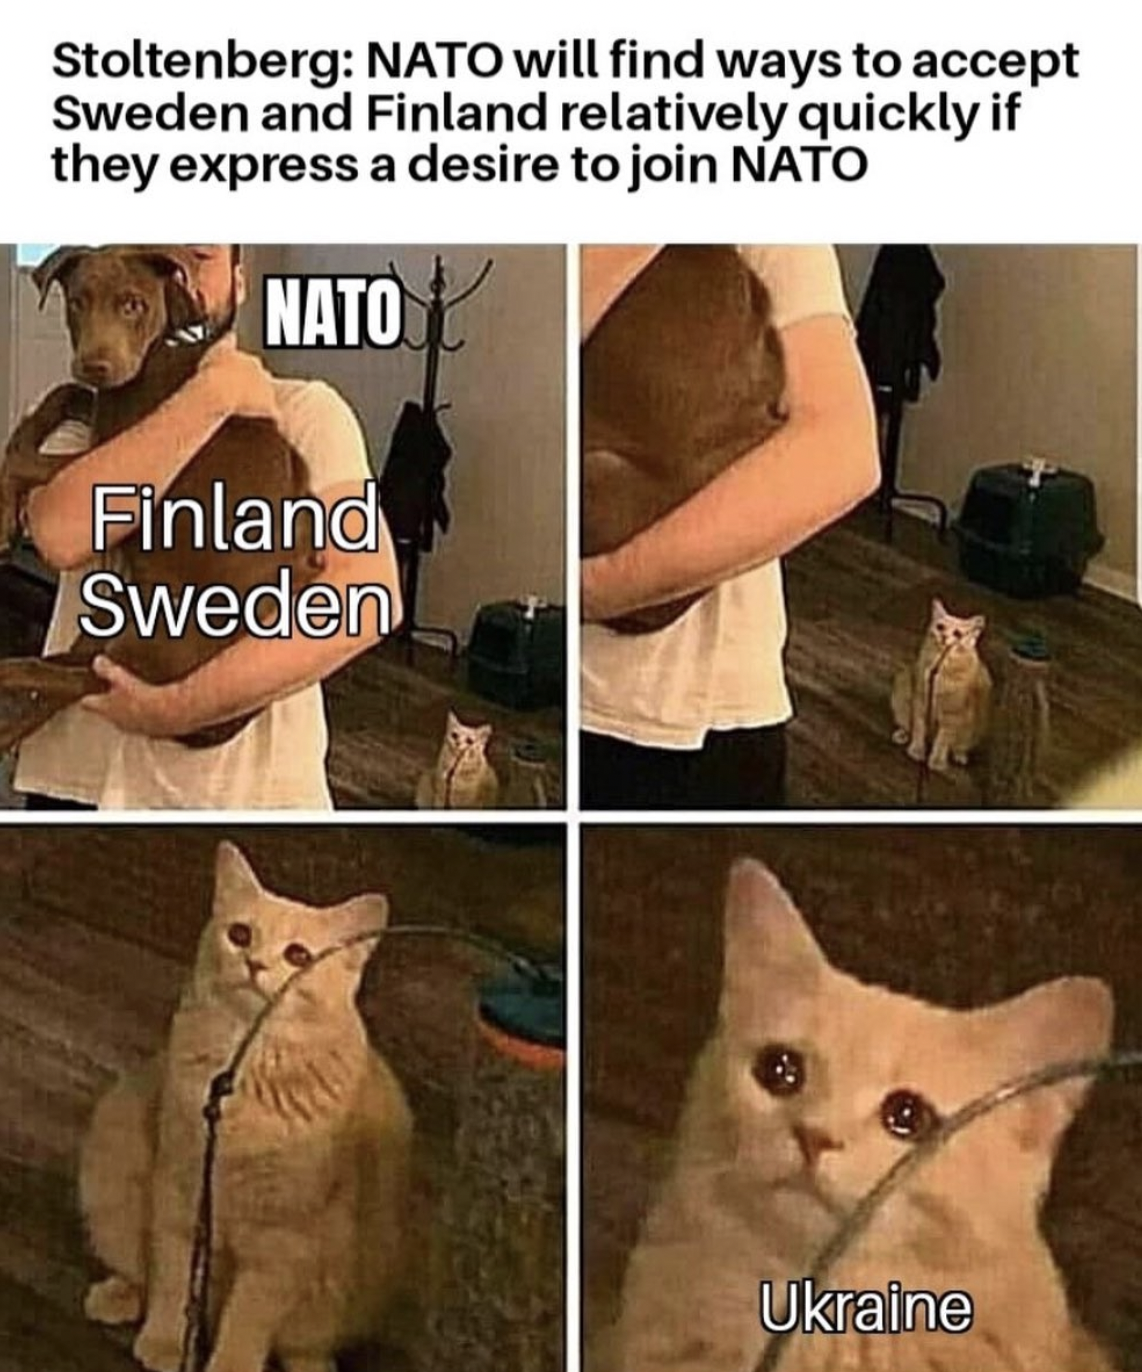 Stoltenberg: NATO will find ways to accept
Sweden and Finland relatively quickly if
they express a desire to join NATO
NATO
Finland
Sweden
Ukraine